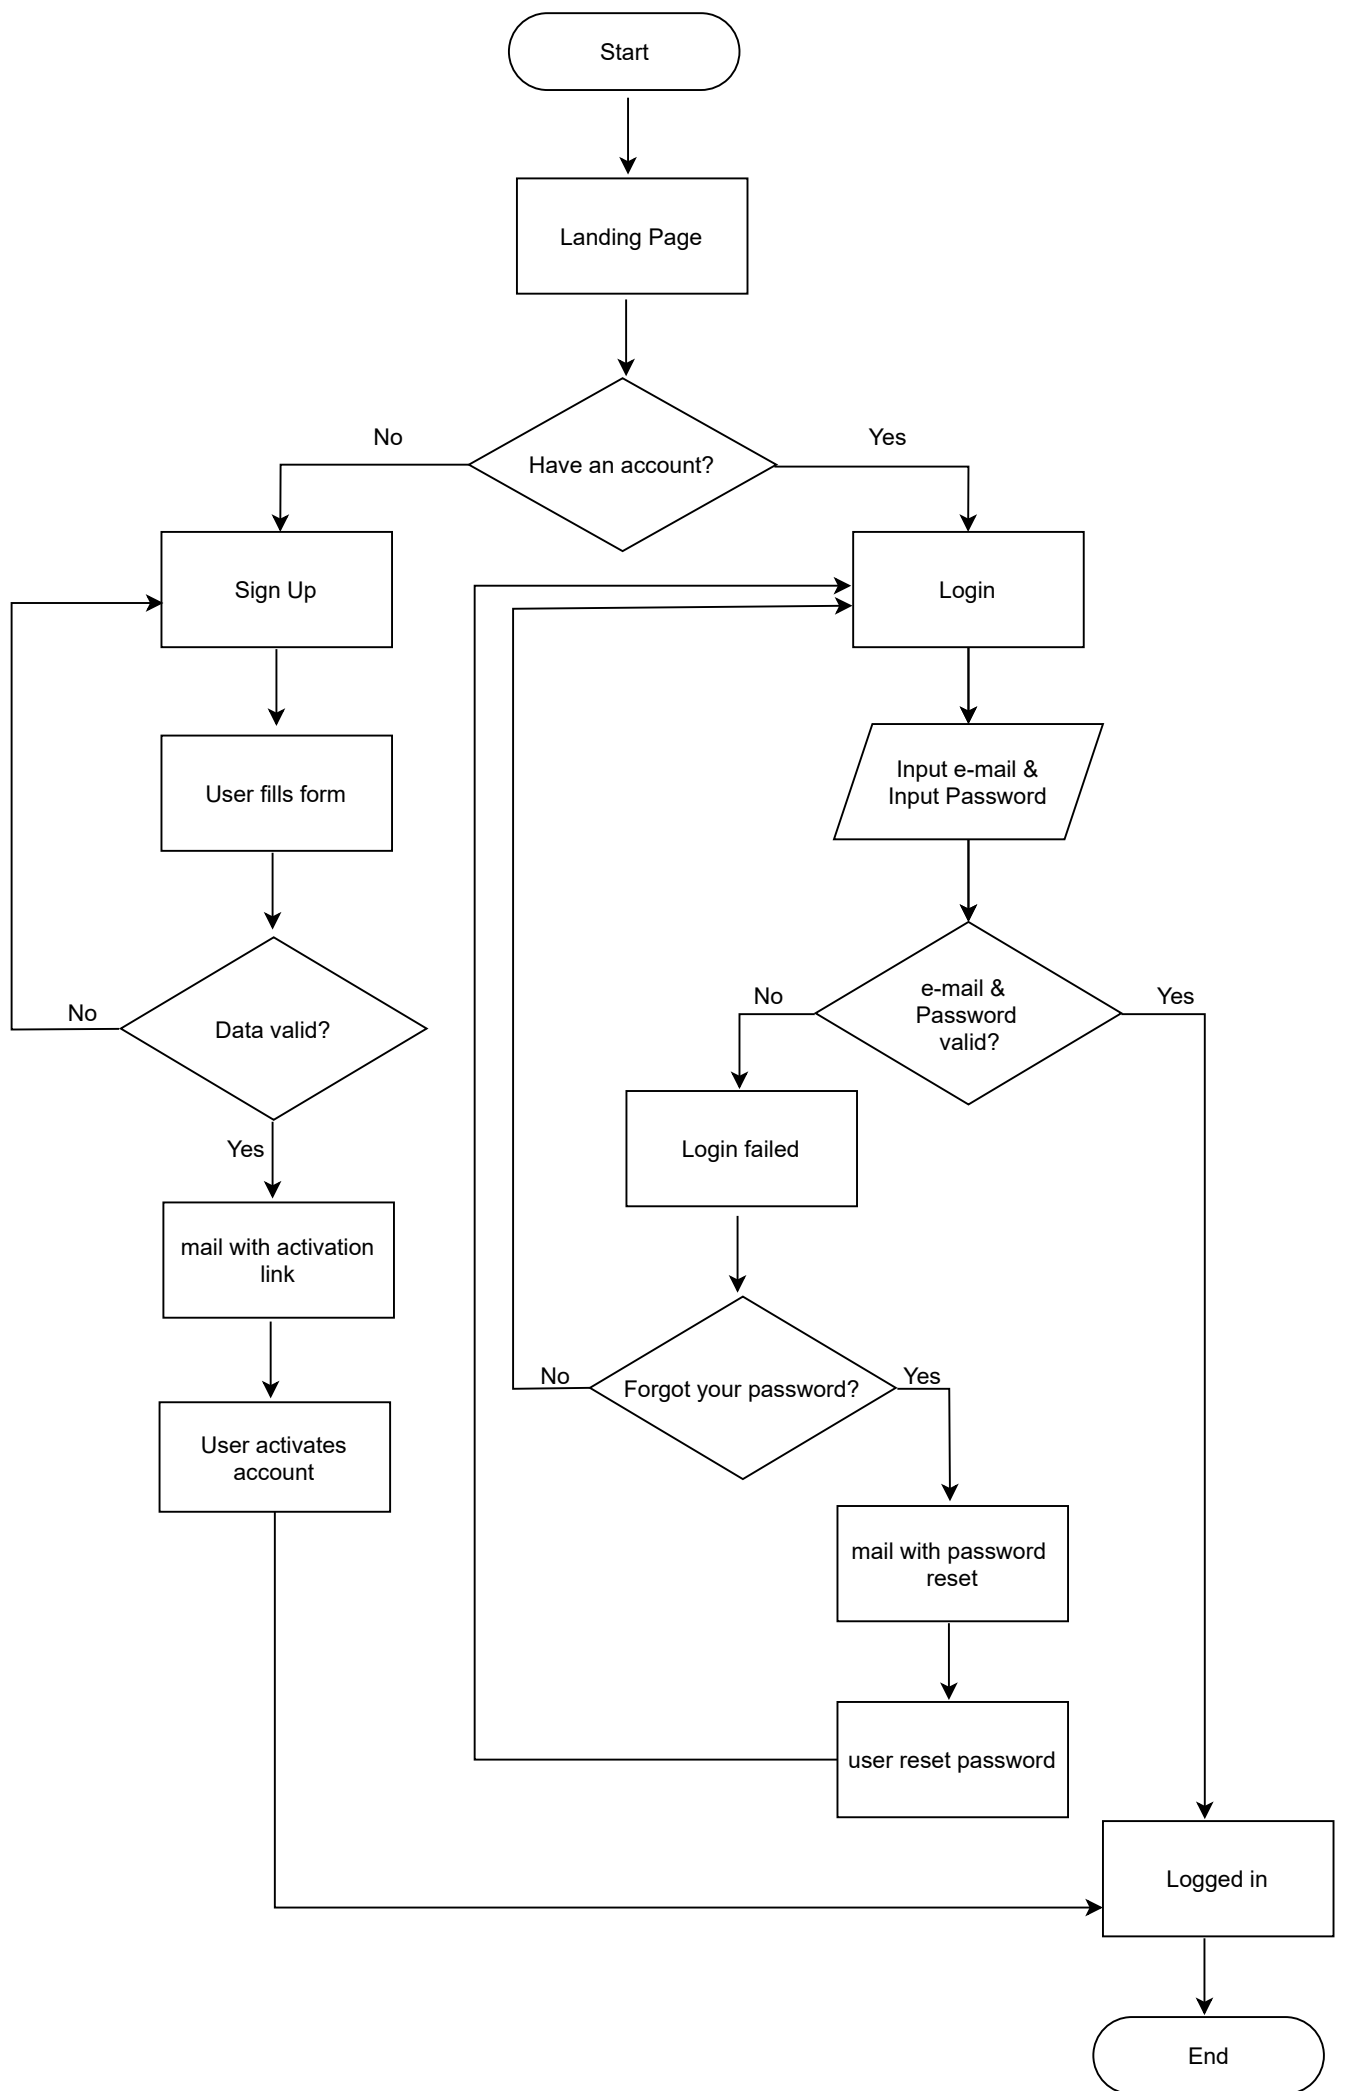 Start
Landing Page
Have an account?
No
Yes
Sign Up
Login
User fills form
Input e-mail &
Input Password
Data valid?
No
Yes
e-mail &
Password
valid?
No
Yes
Login failed
mail with activation
link
Forgot your password?
No
Yes
User activates
account
mail with password
reset
user reset password
Logged in
End